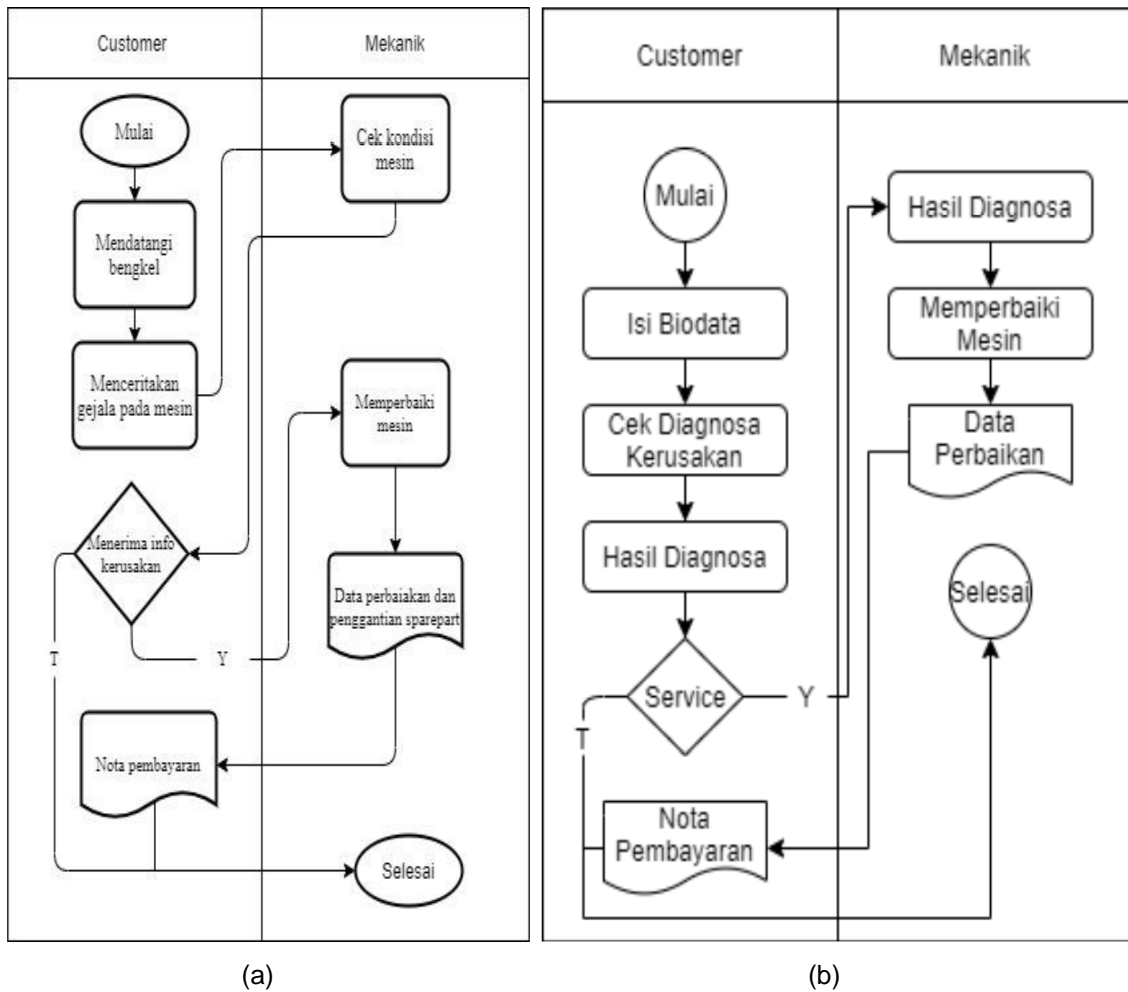 Customer
Mekanik
Mulai
Cek kondisi
mesin
Mendatangi
bengkel
Menceritakan
gejala pada mesin
Memperbaiki
mesin
Menerima info
kerusakan
Data perbaiakan dan
penggantian sparepart
T
Y
Nota pembayaran
Selesai
(a)
Customer
Mekanik
Mulai
Hasil Diagnosa
Isi Biodata
Memperbaiki
Mesin
Cek Diagnosa
Kerusakan
Data
Perbaikan
Hasil Diagnosa
Selesai
Service
Y
T
Nota
Pembayaran
(b)